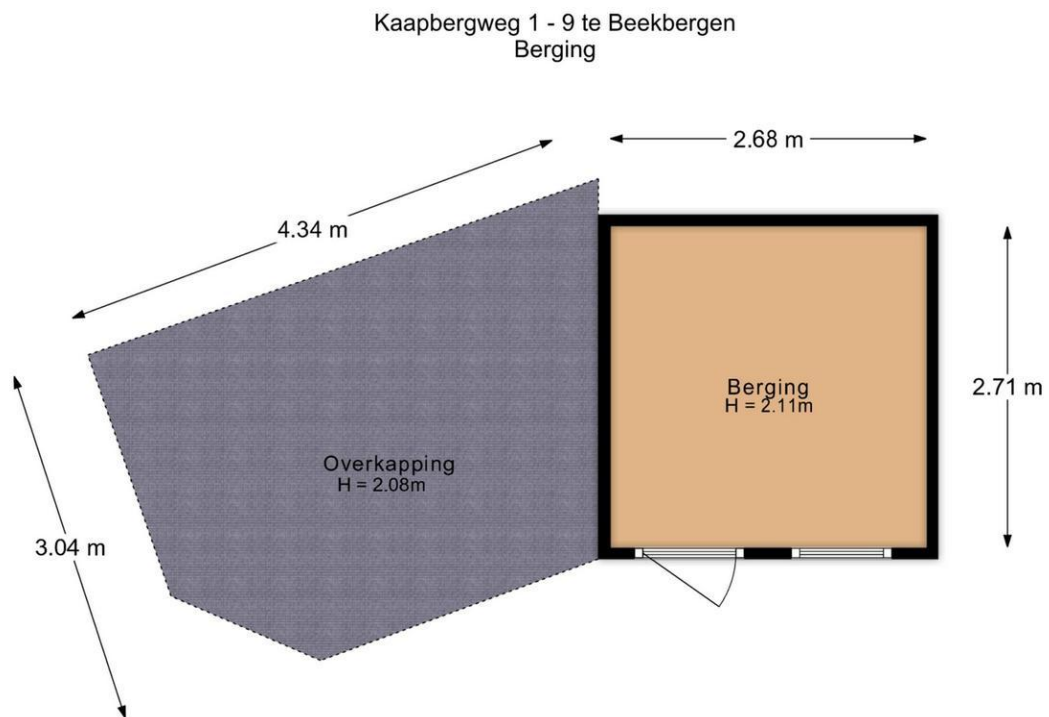 Kaapbergweg 1 - 9 te Beekbergen
Berging
2.68 m
4.34 m
2.71 m
Berging
H = 2.11m
Overkapping
H = 2.08m
3.04 m